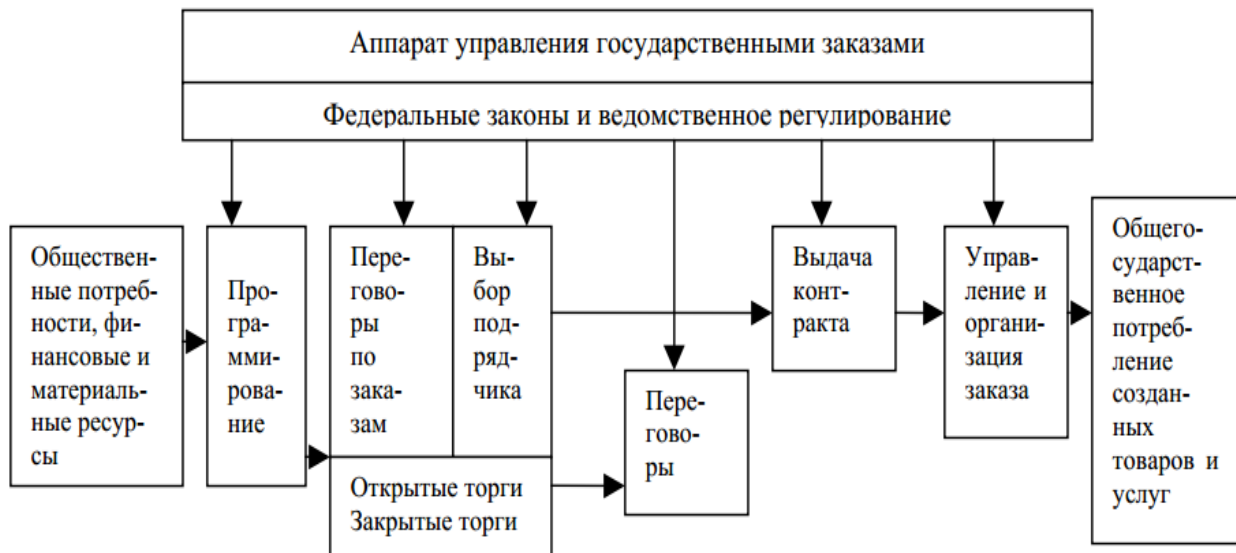 Аппарат управления государственными заказами
Федеральные законы и ведомственное регулирование
Обществен-
ные потреб-
ности, фи-
нансовые и
материаль-
ные ресур-
сы
Про-
грам-
мми-
рова-
ние
Пере-
гово-
ры
по
зака-
зам
Вы-
бор
под-
ряд-
чика
Открытые торги
Закрытые торги
Пере-
гово-
ры
Выдача
конт-
ракта
Управ-
ление и
органи-
зация
заказа
Общего-
сударст-
венное
потреб-
ление
создан-
ных
товаров и
услуг